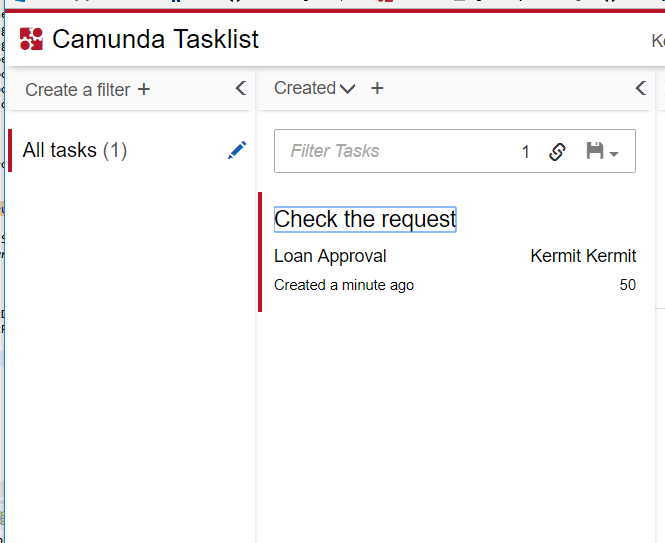 Camunda Tasklist
Create a filter +
Created +
All tasks (1)
Filter Tasks 1
Check the request
Loan Approval Kermit Kermit
Created a minute ago 50